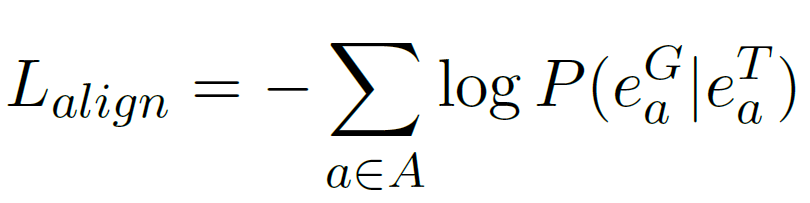 $L_{align} = -\sum_{a \in A} \log P(e_a^G | e_a^T)$